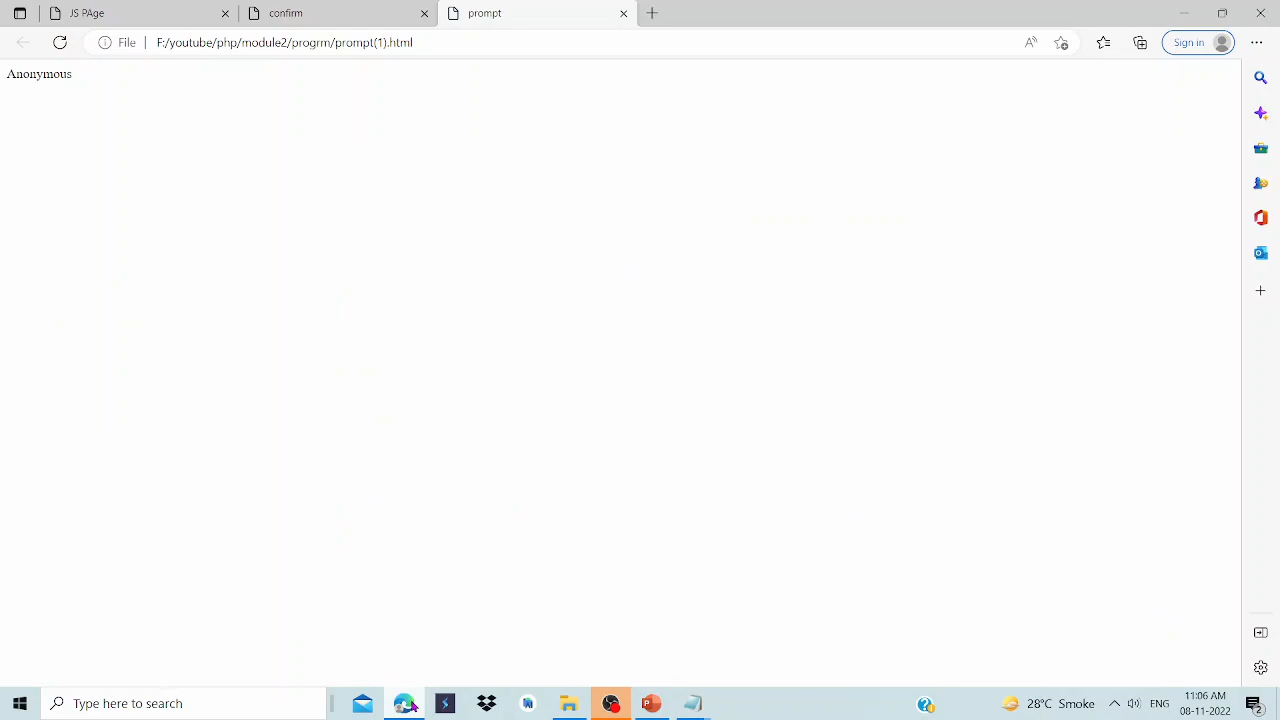 JS PAge
confirm
prompt
File
F:/youtube/php/module2/progrm/prompt(1).html
Sign in
Anonymous
Type here to search
28°C Smoke
ENG
11:06 AM
08-11-2022
2